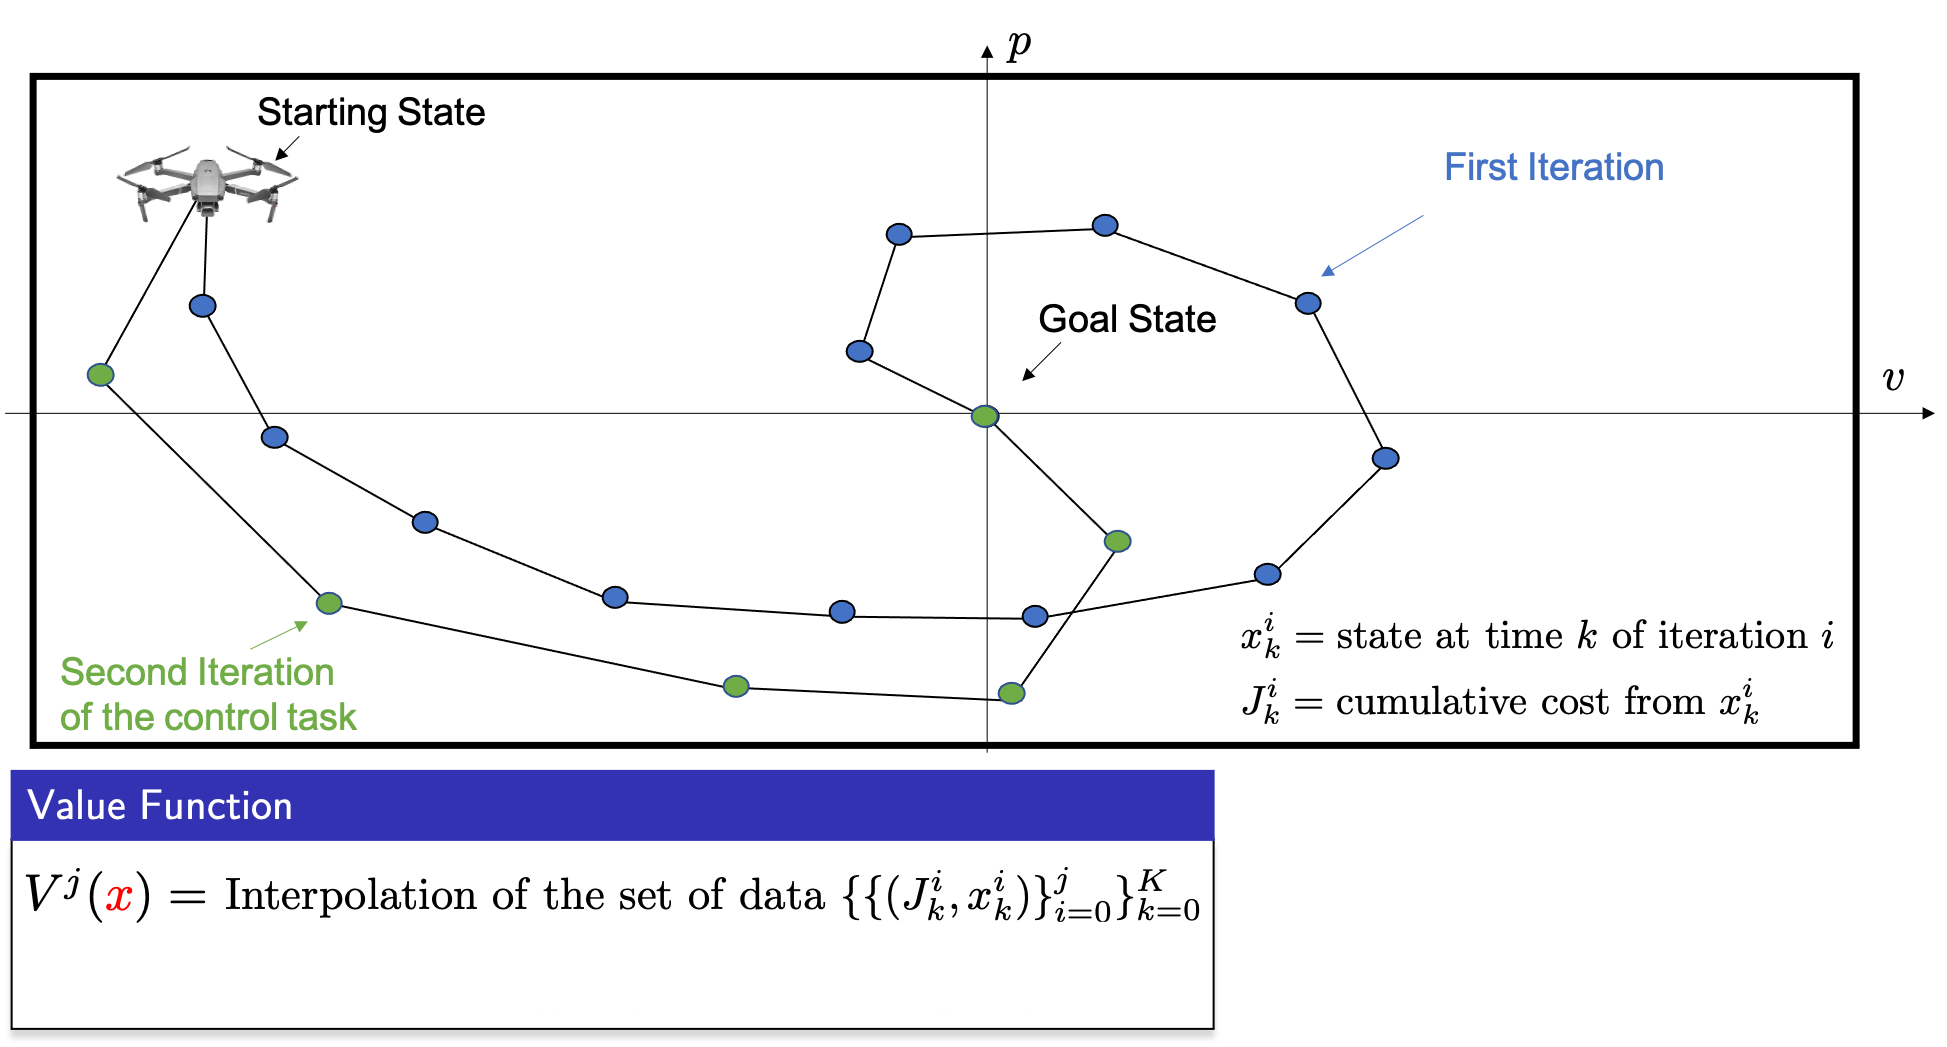 p
Starting State
First Iteration
Goal State
v
x_k^i = state at time k of iteration i
Second Iteration
of the control task
J_k^i = cumulative cost from x_k^i
Value Function
V^j(x) = Interpolation of the set of data {{(J_k^i, x_k^i)}_{i=0}^j}_{k=0}^K